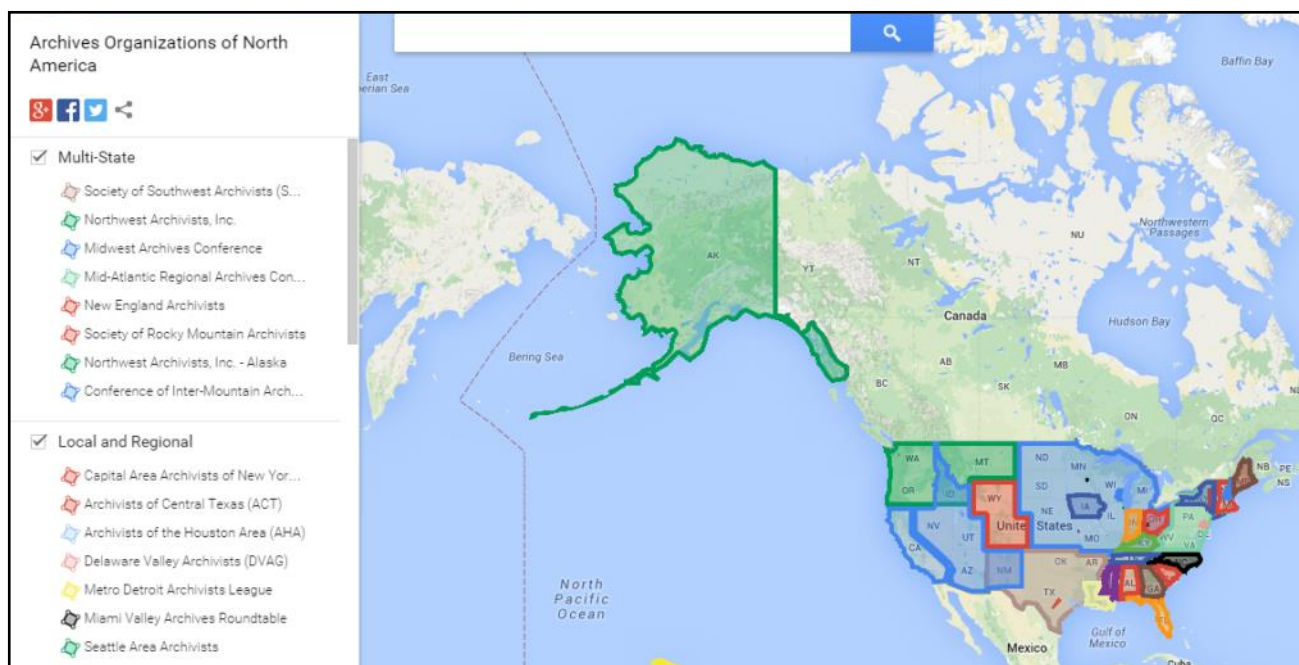 Archives Organizations of North
America
Multi-State
Society of Southwest Archivists (S...
Northwest Archivists, Inc.
Midwest Archives Conference
Mid-Atlantic Regional Archives Con...
New England Archivists
Society of Rocky Mountain Archivists
Northwest Archivists, Inc. - Alaska
Conference of Inter-Mountain Arch...
Local and Regional
Capital Area Archivists of New Yor...
Archivists of Central Texas (ACT)
Archivists of the Houston Area (AHA)
Delaware Valley Archivists (DVAG)
Metro Detroit Archivists League
Miami Valley Archives Roundtable
Seattle Area Archivists
East
Baffin Bay
Northwestern
Passages
NU
AK
YT
NT
Canada
Hudson Bay
Bering Sea
AB
MB
BC
SK
ON
QC
NL
WA
MT
ND
MN
NB
PE
NS
OR
ID
WY
SD
WI
MI
NE
IA
IL
IN
OH
PA
NV
UT
United States
MO
KY
WV
VA
DE
CA
AZ
NM
OK
AR
NC
TX
AL
GA
North
Pacific
Ocean
Gulf of
Mexico
Mexico
Cuba